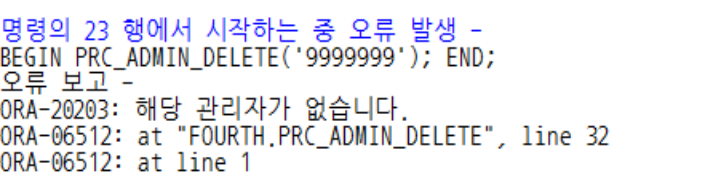 명령의 23 행에서 시작하는 중 오류 발생 -
BEGIN PRC_ADMIN_DELETE('9999999'); END;
오류 보고 -
ORA-20203: 해당 관리자가 없습니다.
ORA-06512: at "FOURTH.PRC_ADMIN_DELETE", line 32
ORA-06512: at line 1